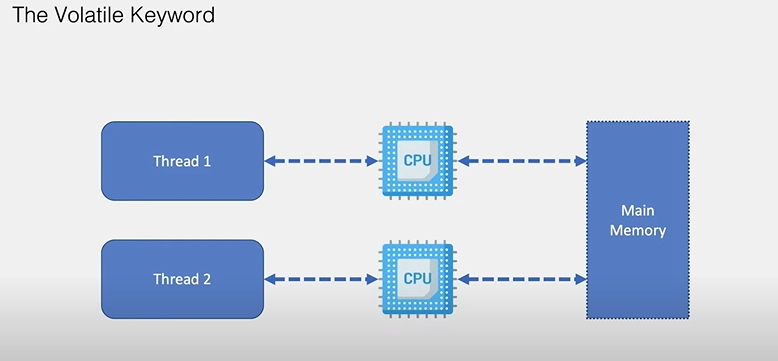 The Volatile Keyword
Thread 1
CPU
Main
Memory
Thread 2
CPU